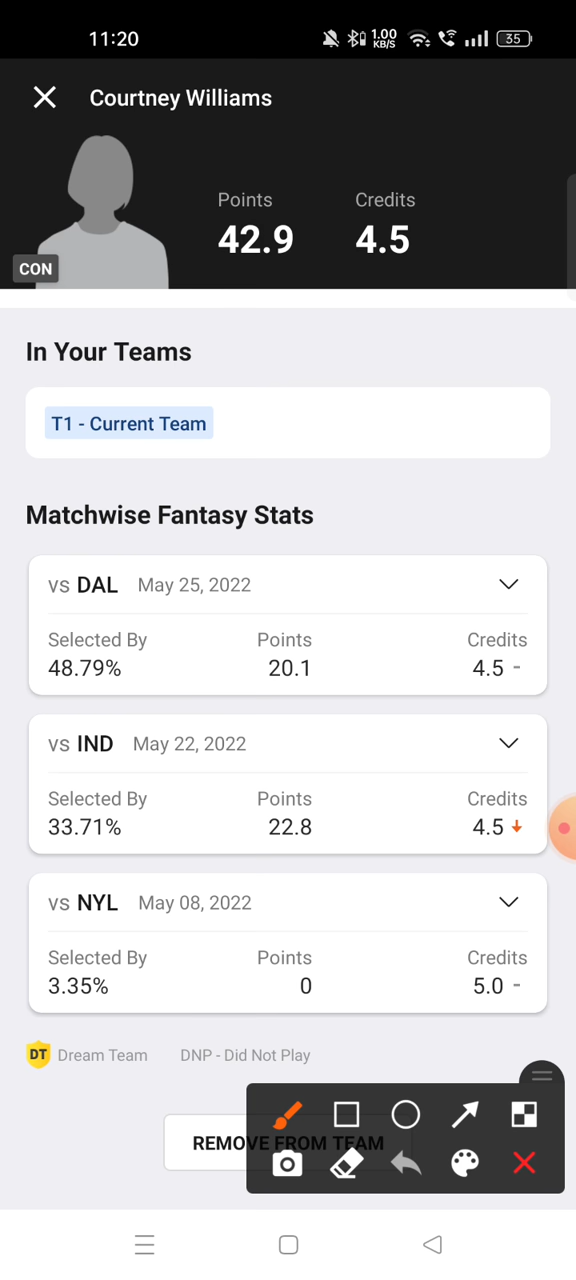 11:20 1.00 KB/S 35
Courtney Williams
Points Credits
42.9 4.5
CON
In Your Teams
T1 - Current Team
Matchwise Fantasy Stats
vs DAL May 25, 2022
Selected By Points Credits
48.79% 20.1 4.5 -
vs IND May 22, 2022
Selected By Points Credits
33.71% 22.8 4.5
vs NYL May 08, 2022
Selected By Points Credits
3.35% 0 5.0 -
DT Dream Team DNP - Did Not Play
REMOVE FROM TEAM